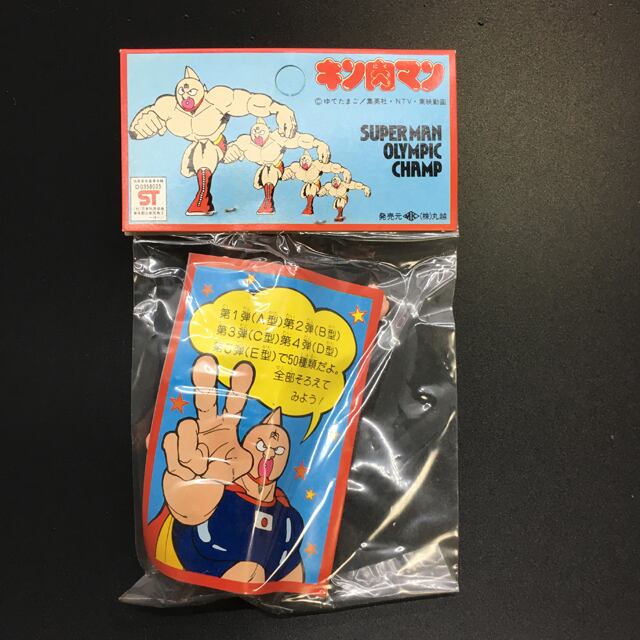 キン肉マン
©ゆでたまご/集英社・NTV・東映動画
SUPERMAN
OLYMPIC
CHAMP
発売元 MK (株)丸越
00358035
ST
第1弾(A型)第2弾(B型)
第3弾(C型)第4弾(D型)
第5弾(E型)で50種類だよ。
全部そろえて
みよう!